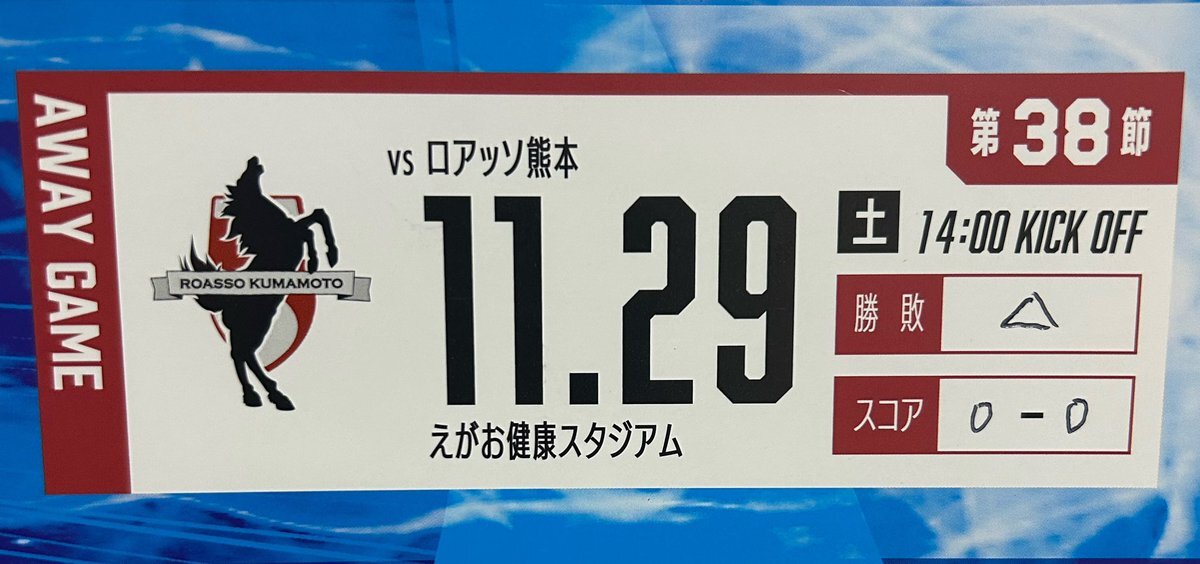 AWAY GAME
第38節
vs ロアッソ熊本
ROASSO KUMAMOTO
11.29
土 14:00 KICK OFF
えがお健康スタジアム
勝敗 △
スコア 0-0